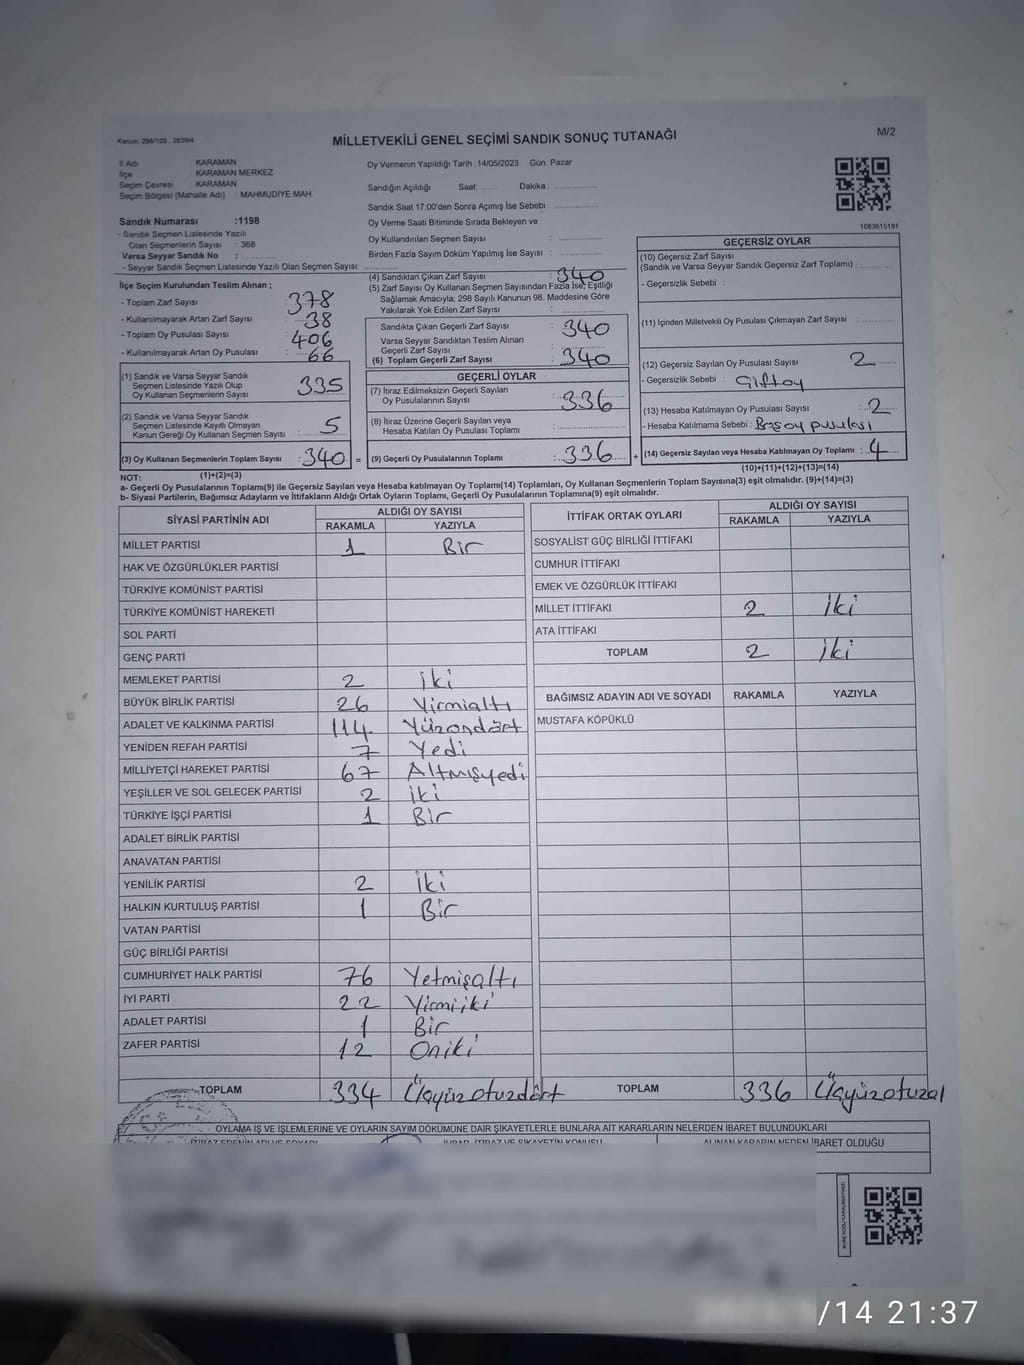 Kanun: 298/105 , 2839/4
MİLLETVEKİLİ GENEL SEÇİMİ SANDIK SONUÇ TUTANAĞI
M/2
İl Adı : KARAMAN
İlçe : KARAMAN MERKEZ
Seçim Çevresi : KARAMAN
Seçim Bölgesi (Mahalle Adı) : MAHMUDİYE MAH.
Sandık Numarası :1198
- Sandık Seçmen Listesinde Yazılı
Olan Seçmenlerin Sayısı : 368
Varsa Seyyar Sandık No :
- Seyyar Sandık Seçmen Listesinde Yazılı Olan Seçmen Sayısı:
Oy Vermenin Yapıldığı Tarih : 14/05/2023 Gün: Pazar
Sandığın Açıldığı Saat: Dakika :
Sandık Saat 17:00'den Sonra Açımış İse Sebebi :
Oy Verme Saati Bitiminde Sırada Bekleyen ve
Oy Kullandırılan Seçmen Sayısı :
Birden Fazla Sayım Döküm Yapılmış İse Sayısı :
1083615191
İlçe Seçim Kurulundan Teslim Alınan ;
- Toplam Zarf Sayısı : 378
- Kullanılmayarak Artan Zarf Sayısı : 38
- Toplam Oy Pusulası Sayısı : 406
- Kullanılmayarak Artan Oy Pusulası : 66
(1) Sandık ve Varsa Seyyar Sandık
Seçmen Listesinde Yazılı Olup
Oy Kullanan Seçmenlerin Sayısı : 335
(2) Sandık ve Varsa Seyyar Sandık
Seçmen Listesinde Kayıtlı Olmayan
Kanun Gereği Oy Kullanan Seçmen Sayısı : 5
(3) Oy Kullanan Seçmenlerin Toplam Sayısı : 340 =
(4) Sandıktan Çıkan Zarf Sayısı : 340
(5) Zarf Sayısı Oy Kullanan Seçmen Sayısından Fazla İse; Eşitliği
Sağlamak Amacıyla; 298 Sayılı Kanunun 98. Maddesine Göre
Yakılarak Yok Edilen Zarf Sayısı :
Sandıkta Çıkan Geçerli Zarf Sayısı : 340
Varsa Seyyar Sandıktan Teslim Alınan
Geçerli Zarf Sayısı :
(6) Toplam Geçerli Zarf Sayısı : 340
GEÇERLİ OYLAR
(7) İtiraz Edilmeksizin Geçerli Sayılan
Oy Pusulalarının Sayısı : 336
(8) İtiraz Üzerine Geçerli Sayılan veya
Hesaba Katılan Oy Pusulası Toplamı :
(9) Geçerli Oy Pusulalarının Toplamı : 336 +
GEÇERSİZ OYLAR
(10) Geçersiz Zarf Sayısı
(Sandık ve Varsa Seyyar Sandık Geçersiz Zarf Toplamı) :
- Geçersizlik Sebebi :
(11) İçinden Milletvekili Oy Pusulası Çıkmayan Zarf Sayısı :
(12) Geçersiz Sayılan Oy Pusulası Sayısı : 2
- Geçersizlik Sebebi : Çift oy
(13) Hesaba Katılmayan Oy Pusulası Sayısı : 2
- Hesaba Katılmama Sebebi : Boş oy pusulası
(14) Geçersiz Sayılan veya Hesaba Katılmayan Oy Toplamı : 4
NOT: (1)+(2)=(3) (10)+(11)+(12)+(13)=(14)
a- Geçerli Oy Pusulalarının Toplamı(9) ile Geçersiz Sayılan veya Hesaba katılmayan Oy Toplamı(14) Toplamları, Oy Kullanan Seçmenlerin Toplam Sayısına(3) eşit olmalıdır. (9)+(14)=(3)
b- Siyasi Partilerin, Bağımsız Adayların ve İttifakların Aldığı Ortak Oyların Toplamı, Geçerli Oy Pusulalarının Toplamına(9) eşit olmalıdır.
SİYASİ PARTİNİN ADI ALDIĞI OY SAYISI
RAKAMLA YAZIYLA
MİLLET PARTİSİ 1 Bir
HAK VE ÖZGÜRLÜKLER PARTİSİ
TÜRKİYE KOMÜNİST PARTİSİ
TÜRKİYE KOMÜNİST HAREKETİ
SOL PARTİ
GENÇ PARTİ
MEMLEKET PARTİSİ 2 iki
BÜYÜK BİRLİK PARTİSİ 26 Yirmialtı
ADALET VE KALKINMA PARTİSİ 114 Yüzondört
YENİDEN REFAH PARTİSİ 7 Yedi
MİLLİYETÇİ HAREKET PARTİSİ 67 Altmışyedi
YEŞİLLER VE SOL GELECEK PARTİSİ 2 iki
TÜRKİYE İŞÇİ PARTİSİ 1 Bir
ADALET BİRLİK PARTİSİ
ANAVATAN PARTİSİ
YENİLİK PARTİSİ 2 iki
HALKIN KURTULUŞ PARTİSİ 1 Bir
VATAN PARTİSİ
GÜÇ BİRLİĞİ PARTİSİ
CUMHURİYET HALK PARTİSİ 76 Yetmişaltı
İYİ PARTİ 22 Yirmiiki
ADALET PARTİSİ 1 Bir
ZAFER PARTİSİ 12 Oniki
TOPLAM 334 Üçyüzotuzdört
İTTİFAK ORTAK OYLARI ALDIĞI OY SAYISI
RAKAMLA YAZIYLA
SOSYALİST GÜÇ BİRLİĞİ İTTİFAKI
CUMHUR İTTİFAKI
EMEK VE ÖZGÜRLÜK İTTİFAKI
MİLLET İTTİFAKI 2 iki
ATA İTTİFAKI
TOPLAM 2 iki
BAĞIMSIZ ADAYIN ADI VE SOYADI RAKAMLA YAZIYLA
MUSTAFA KÖPÜKLÜ
TOPLAM 336 Üçyüzotuzal
OYLAMA İŞ VE İŞLEMLERİNE VE OYLARIN SAYIM DÖKÜMÜNE DAİR ŞİKAYETLERLE BUNLARA AİT KARARLARIN NELERDEN İBARET BULUNDUKLARI
İTİRAZ EDENİN ADI VE SOYADI ALINAN KARARIN NEDEN İBARET OLDUĞU
/14 21:37